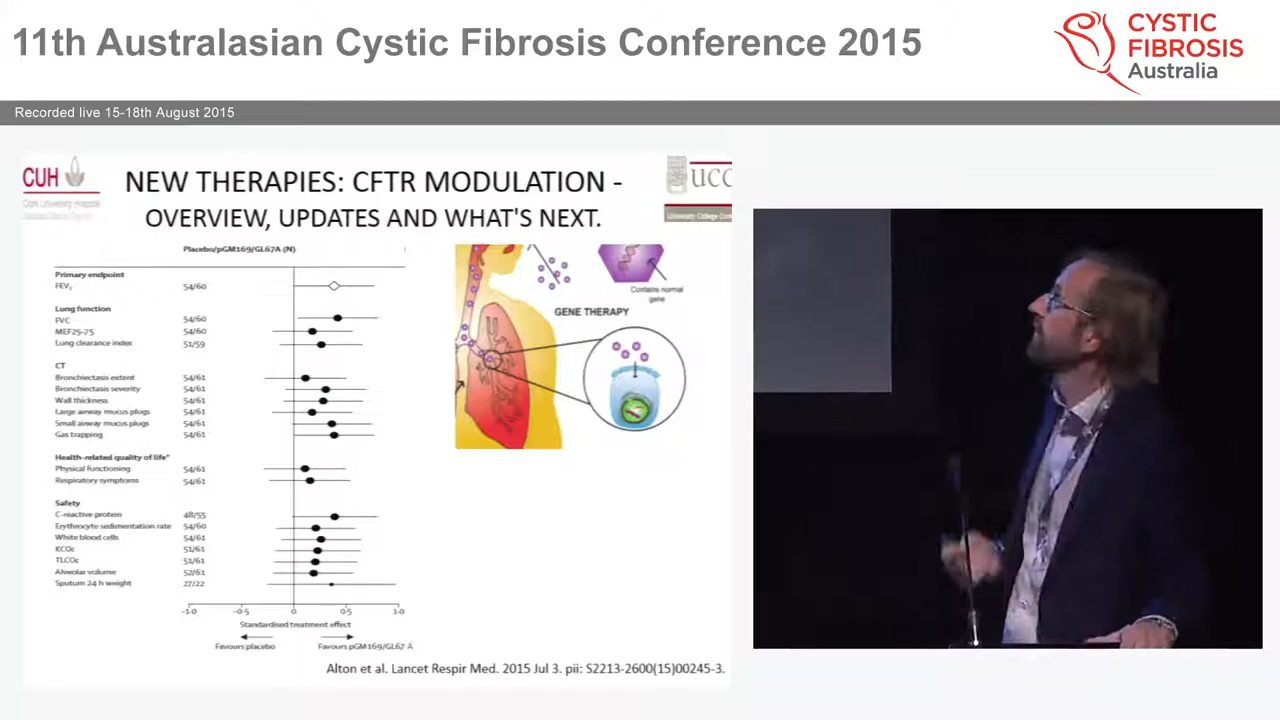 11th Australasian Cystic Fibrosis Conference 2015
CYSTIC
FIBROSIS
Australia
Recorded live 15-18th August 2015
CUH
UCC
NEW THERAPIES: CFTR MODULATION -
OVERVIEW, UPDATES AND WHAT'S NEXT.
Placebo/pGM169/GL67A (N)
Primary endpoint
FEV1 54/60
Lung function
FVC 54/60
MEF25-75 54/60
Lung clearance index 51/59
CT
Bronchiectasis extent 54/61
Bronchiectasis severity 54/61
Wall thickness 54/61
Large airway mucus plugs 54/61
Small airway mucus plugs 54/61
Gas trapping 54/61
Health-related quality of life*
Physical functioning 54/61
Respiratory symptoms 54/61
Safety
C-reactive protein 48/55
Erythrocyte sedimentation rate 54/60
White blood cells 54/61
KCOc 51/61
TLCOc 51/61
Alveolar volume 52/61
Sputum 24 h weight 27/22
-1·0 -0·5 0 0·5 1·0
Standardised treatment effect
Favours placebo Favours pGM169/GL67A
Contains normal
gene
GENE THERAPY
Alton et al. Lancet Respir Med. 2015 Jul 3. pii: S2213-2600(15)00245-3.